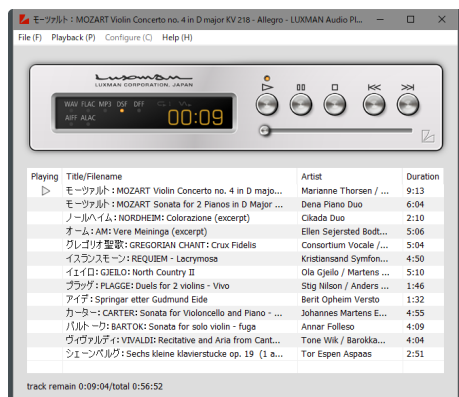 モーツァルト：MOZART Violin Concerto no. 4 in D major KV 218 - Allegro - LUXMAN Audio Pl...
File (F) Playback (P) Configure (C) Help (H)
Luxman
LUXMAN CORPORATION, JAPAN
WAV FLAC MP3 DSF DFF
AIFF ALAC
00:09
Playing Title/Filename Artist Duration
モーツァルト：MOZART Violin Concerto no. 4 in D majo... Marianne Thorsen / ... 9:13
モーツァルト：MOZART Sonata for 2 Pianos in D Major ... Dena Piano Duo 6:04
ノールハイム：NORDHEIM: Colorazione (excerpt) Cikada Duo 2:10
オーム：AM: Vere Meininga (excerpt) Ellen Sejersted Bodt... 5:06
グレゴリオ聖歌：GREGORIAN CHANT: Crux Fidelis Consortium Vocale /... 5:04
イスランスモーン：REQUIEM - Lacrymosa Kristiansand Symfon... 4:50
イェイロ：GJEILO: North Country II Ola Gjeilo / Martens ... 5:10
プラッゲ：PLAGGE: Duels for 2 violins - Vivo Stig Nilson / Anders ... 1:46
アイデ：Springar etter Gudmund Eide Berit Opheim Versto 1:32
カーター：CARTER: Sonata for Violoncello and Piano - ... Johannes Martens E... 4:55
バルトーク：BARTOK: Sonata for solo violin - fuga Annar Folleso 4:09
ヴィヴァルディ：VIVALDI: Recitative and Aria from Cant... Tone Wik / Barokka... 4:04
シェーンベルグ：Sechs kleine klavierstucke op. 19 (1 a... Tor Espen Aspaas 2:51
track remain 0:09:04/total 0:56:52